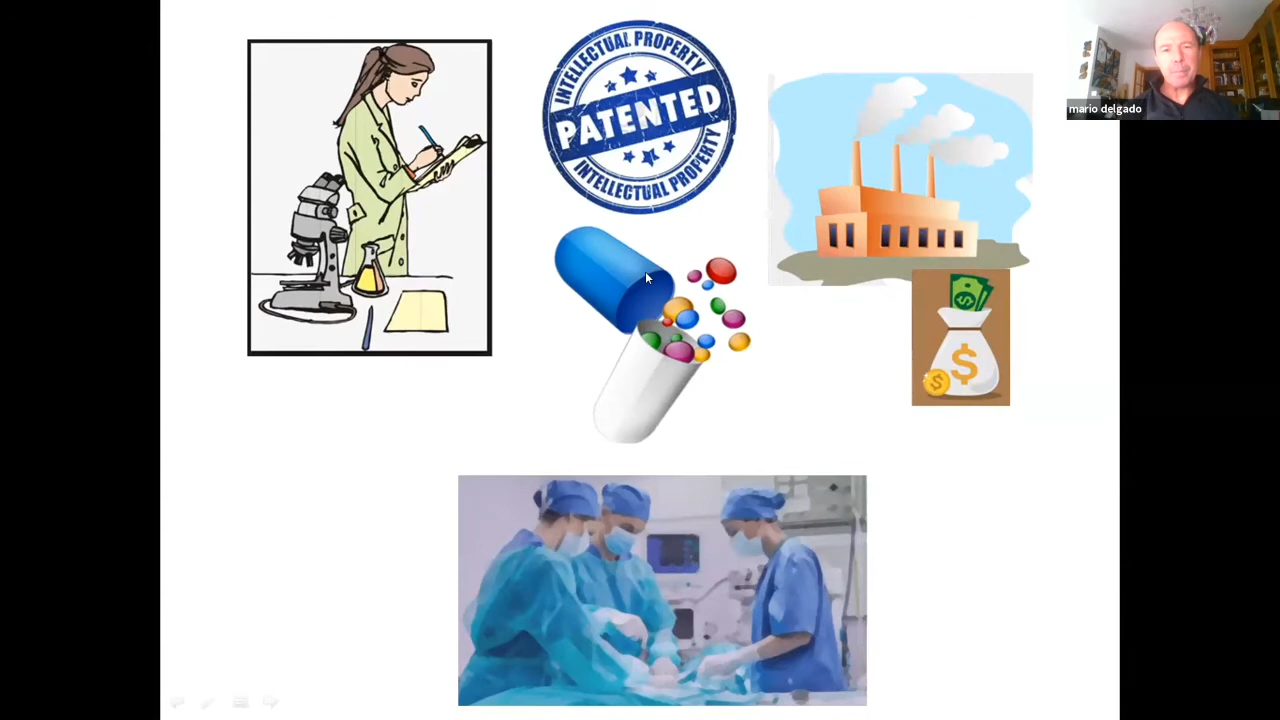 INTELLECTUAL PROPERTY
PATENTED
INTELLECTUAL PROPERTY
mario delgado
$
$
$